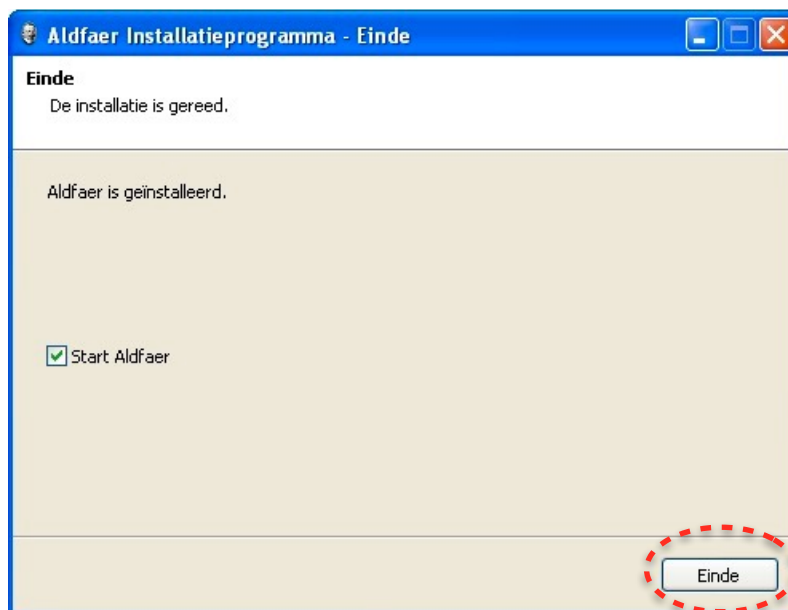 Aldfaer Installatieprogramma - Einde
Einde
De installatie is gereed.
Aldfaer is geïnstalleerd.
Start Aldfaer
Einde